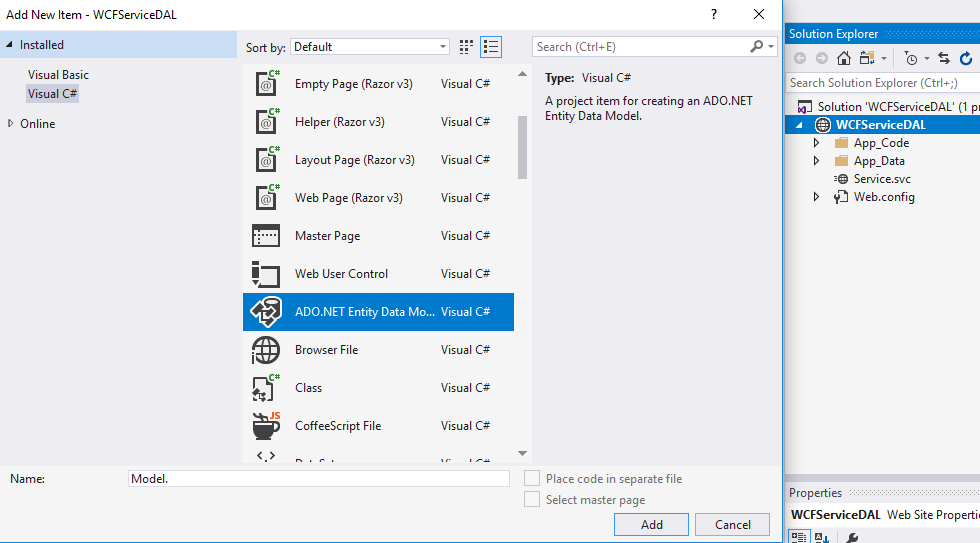 Add New Item - WCFServiceDAL
?
Installed
Visual Basic
Visual C#
Online
Sort by: Default
Search (Ctrl+E)
Empty Page (Razor v3) Visual C#
Helper (Razor v3) Visual C#
Layout Page (Razor v3) Visual C#
Web Page (Razor v3) Visual C#
Master Page Visual C#
Web User Control Visual C#
ADO.NET Entity Data Mo... Visual C#
Browser File Visual C#
Class Visual C#
CoffeeScript File Visual C#
Type: Visual C#
A project item for creating an ADO.NET
Entity Data Model.
Name: Model.
Place code in separate file
Select master page
Add Cancel
Solution Explorer
Search Solution Explorer (Ctrl+;)
Solution 'WCFServiceDAL' (1 pr
WCFServiceDAL
App_Code
App_Data
Service.svc
Web.config
Properties
WCFServiceDAL Web Site Properties